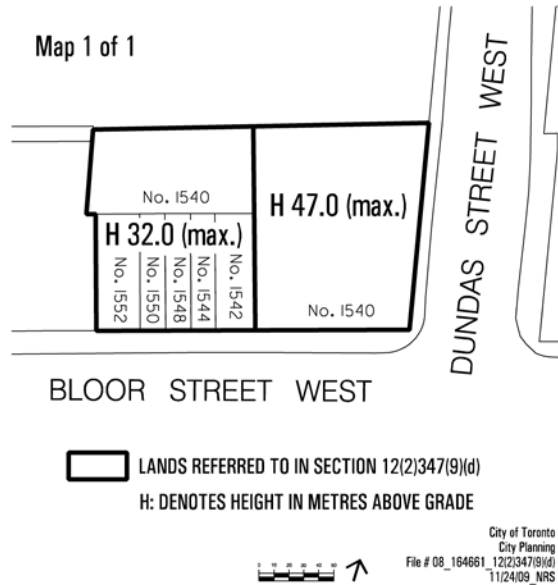 Map 1 of 1
DUNDAS STREET WEST
No. 1540
H 47.0 (max.)
H 32.0 (max.)
No. 1552
No. 1550
No. 1548
No. 1544
No. 1542
No. 1540
BLOOR STREET WEST
LANDS REFERRED TO IN SECTION 12(2)347(9)(d)
H: DENOTES HEIGHT IN METRES ABOVE GRADE
City of Toronto
City Planning
File # 08_164661_12(2)347(9)(d)
11/24/09_NRS